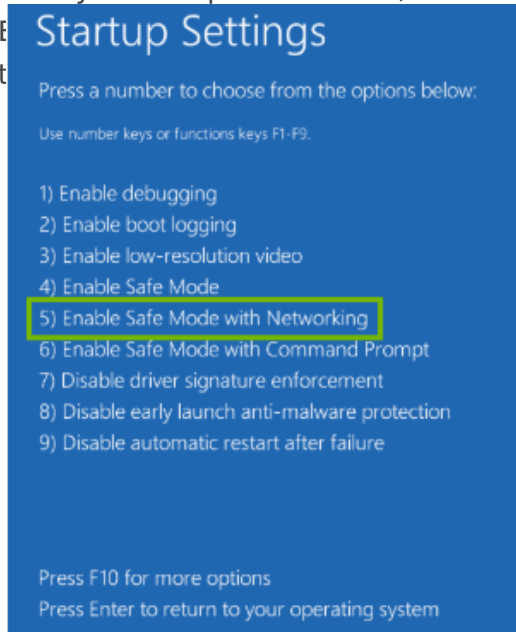 Startup Settings
Press a number to choose from the options below:
Use number keys or functions keys F1-F9.
1) Enable debugging
2) Enable boot logging
3) Enable low-resolution video
4) Enable Safe Mode
5) Enable Safe Mode with Networking
6) Enable Safe Mode with Command Prompt
7) Disable driver signature enforcement
8) Disable early launch anti-malware protection
9) Disable automatic restart after failure
Press F10 for more options
Press Enter to return to your operating system